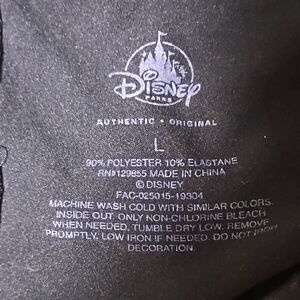 Disney
PARKS
AUTHENTIC • ORIGINAL
L
90% POLYESTER 10% ELASTANE
RN#129855 MADE IN CHINA
© DISNEY
FAC-025015-19304
MACHINE WASH COLD WITH SIMILAR COLORS.
INSIDE OUT. ONLY NON-CHLORINE BLEACH
WHEN NEEDED. TUMBLE DRY LOW. REMOVE
PROMPTLY. LOW IRON IF NEEDED. DO NOT IRON
DECORATION.